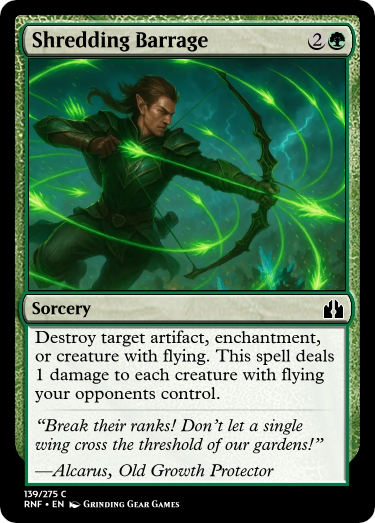 Shredding Barrage 2
Sorcery
Destroy target artifact, enchantment,
or creature with flying. This spell deals
1 damage to each creature with flying
your opponents control.
“Break their ranks! Don’t let a single
wing cross the threshold of our gardens!”
—Alcarus, Old Growth Protector
139/275 C
RNF • EN Grinding Gear Games